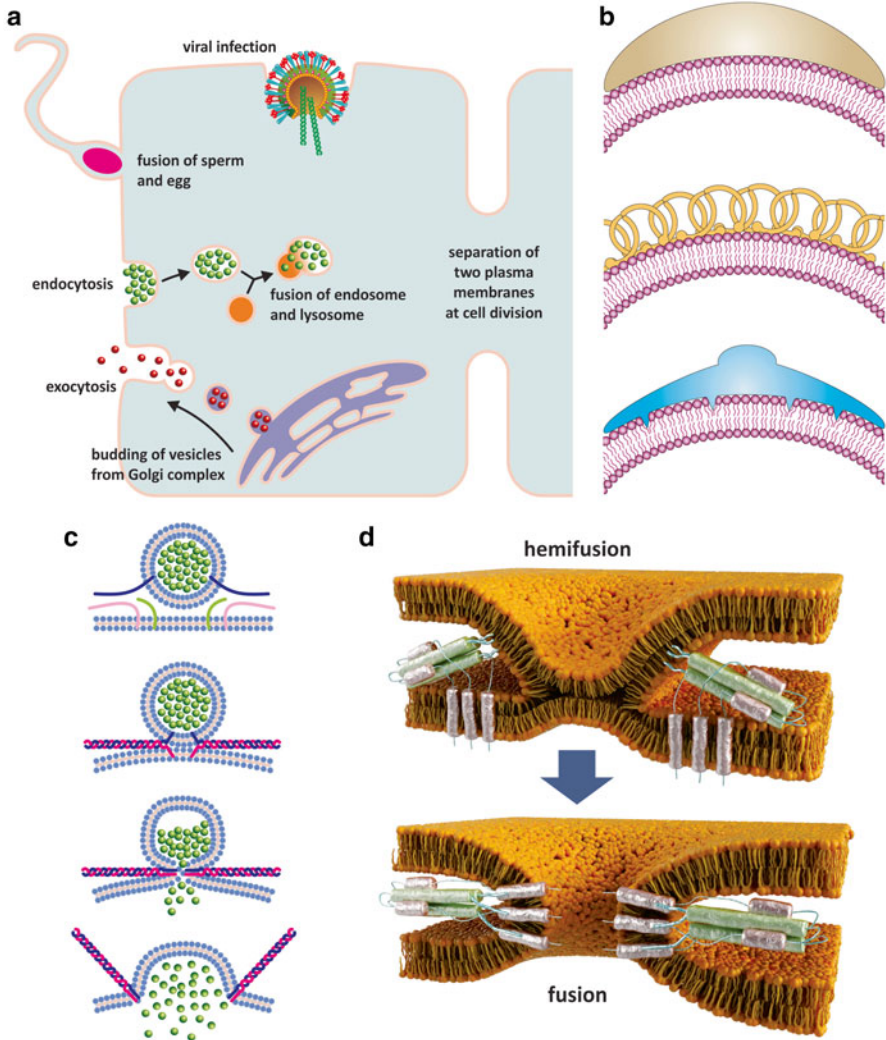 a
viral infection
fusion of sperm
and egg
endocytosis
fusion of endosome
and lysosome
separation of
two plasma
membranes
at cell division
exocytosis
budding of vesicles
from Golgi complex
b
c
d
hemifusion
fusion